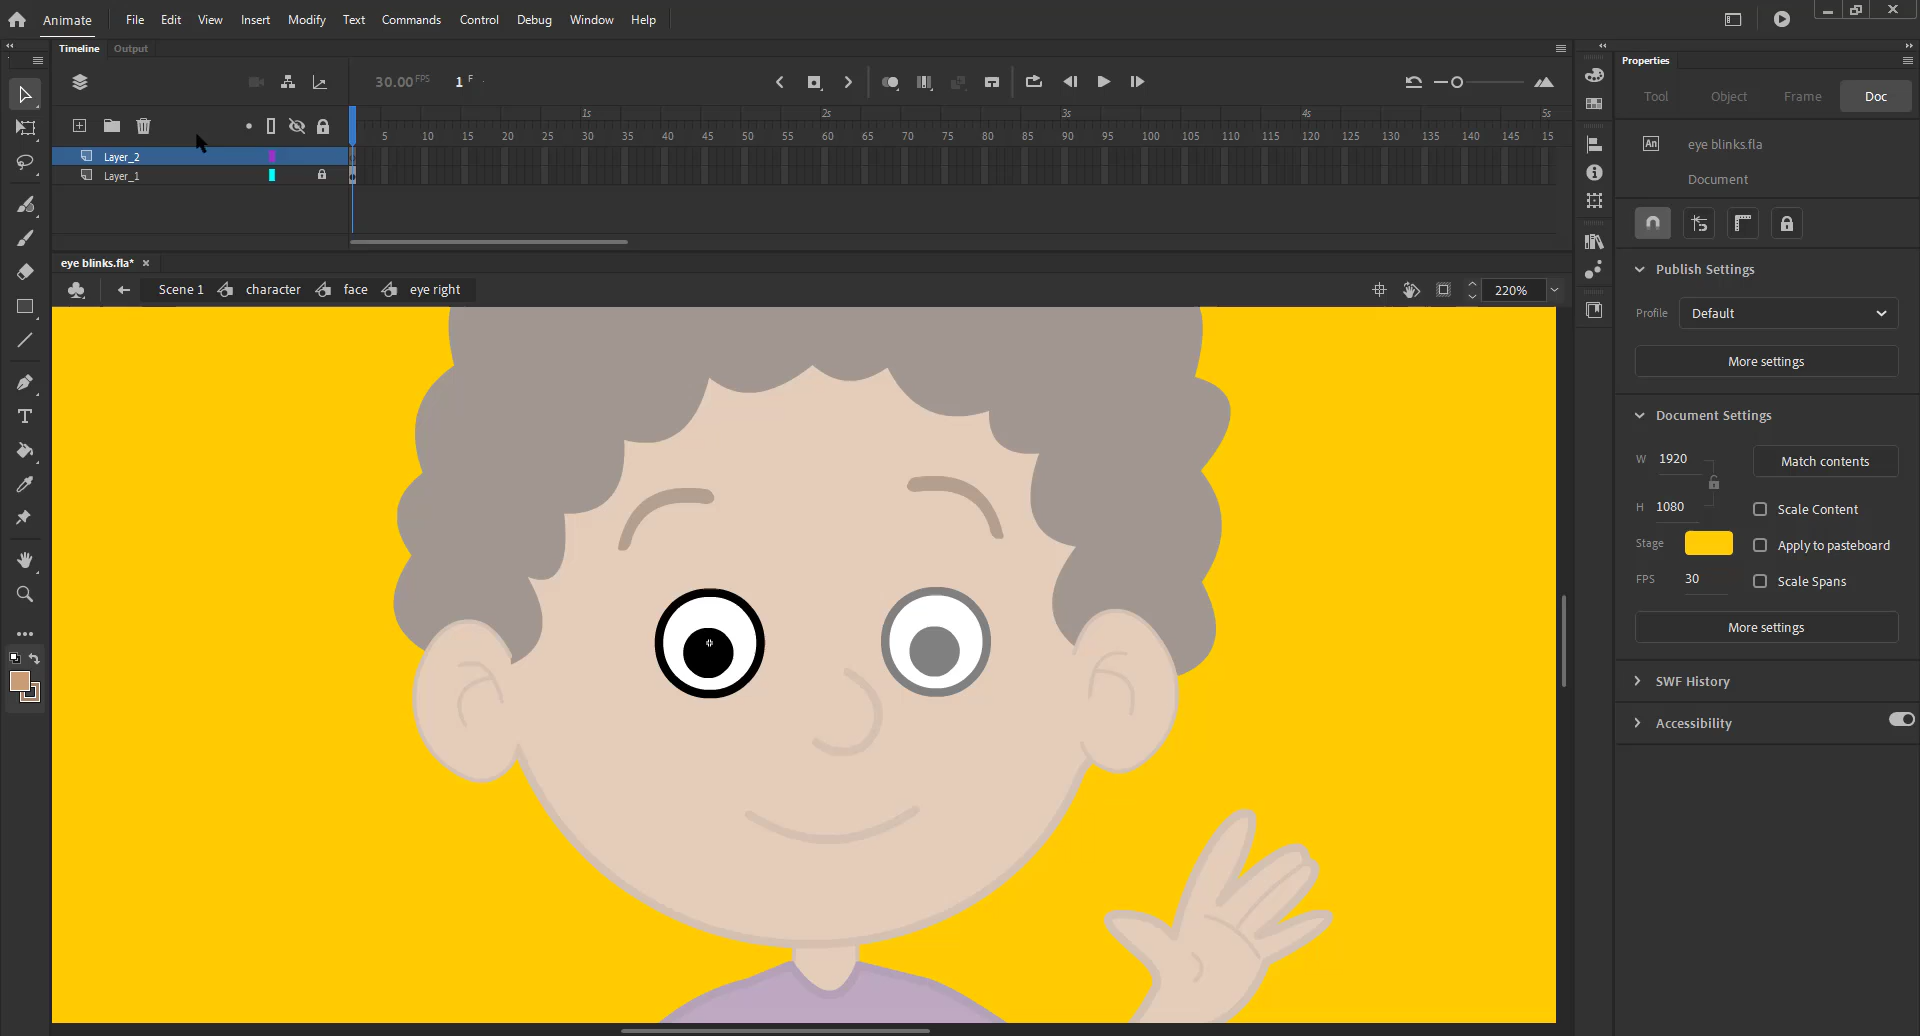 Animate File Edit View Insert Modify Text Commands Control Debug Window Help
Timeline Output
30.00 FPS 1 F
1s 2s 3s 4s 5s
5 10 15 20 25 30 35 40 45 50 55 60 65 70 75 80 85 90 95 100 105 110 115 120 125 130 135 140 145 15
Layer_2
Layer_1
eye blinks.fla*
Scene 1 character face eye right
220%
Properties
Tool Object Frame Doc
An eye blinks.fla
Document
Publish Settings
Profile Default
More settings
Document Settings
W 1920 Match contents
H 1080 Scale Content
Stage Apply to pasteboard
FPS 30 Scale Spans
More settings
SWF History
Accessibility